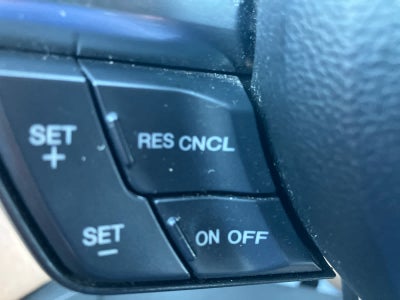 SET
+
RES CNCL
SET
-
ON OFF